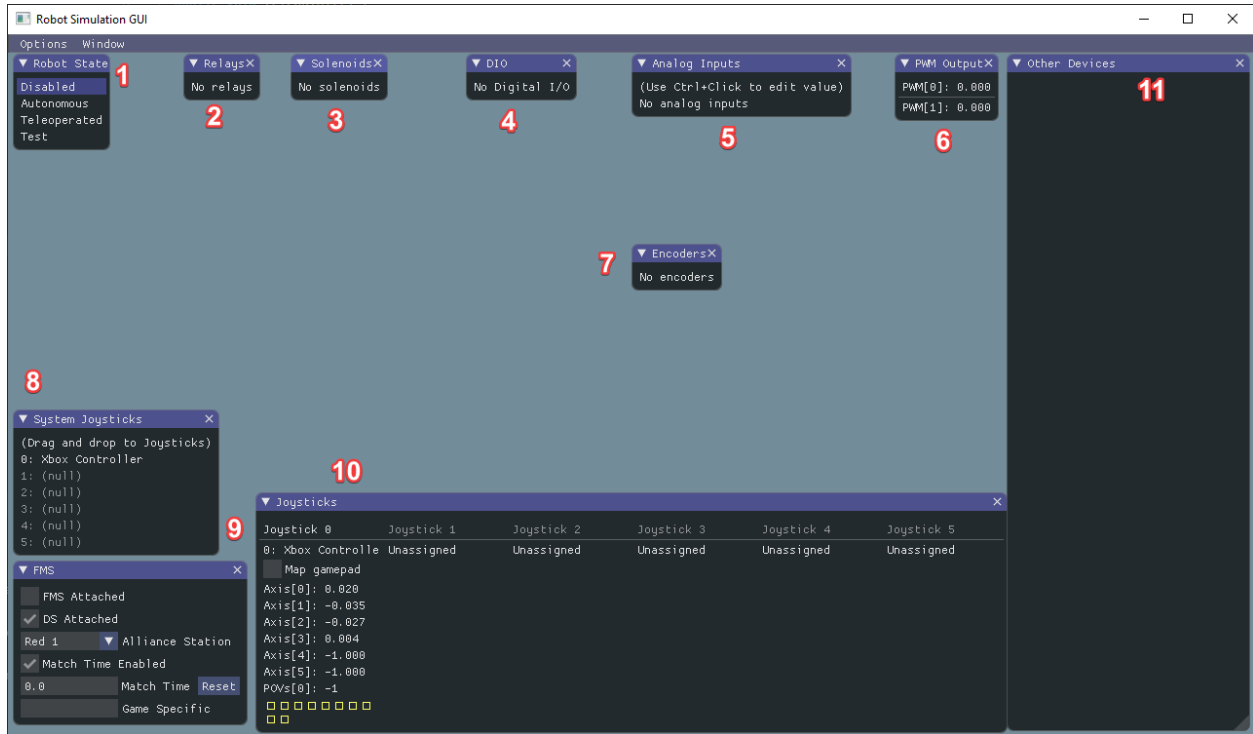 Robot Simulation GUI
Options Window
Robot State
Disabled
Autonomous
Teleoperated
Test
1
Relays
No relays
2
Solenoids
No solenoids
3
DIO
No Digital I/O
4
Analog Inputs
(Use Ctrl+Click to edit value)
No analog inputs
5
PWM Output
PWM[0]: 0.000
PWM[1]: 0.000
6
Other Devices
11
7
Encoders
No encoders
8
System Joysticks
(Drag and drop to Joysticks)
0: Xbox Controller
1: (null)
2: (null)
3: (null)
4: (null)
5: (null)
9
FMS
FMS Attached
DS Attached
Red 1 Alliance Station
Match Time Enabled
0.0 Match Time Reset
Game Specific
10
Joysticks
Joystick 0 Joystick 1 Joystick 2 Joystick 3 Joystick 4 Joystick 5
0: Xbox Controlle Unassigned Unassigned Unassigned Unassigned Unassigned
Map gamepad
Axis[0]: 0.020
Axis[1]: -0.035
Axis[2]: -0.027
Axis[3]: 0.004
Axis[4]: -1.000
Axis[5]: -1.000
POVs[0]: -1